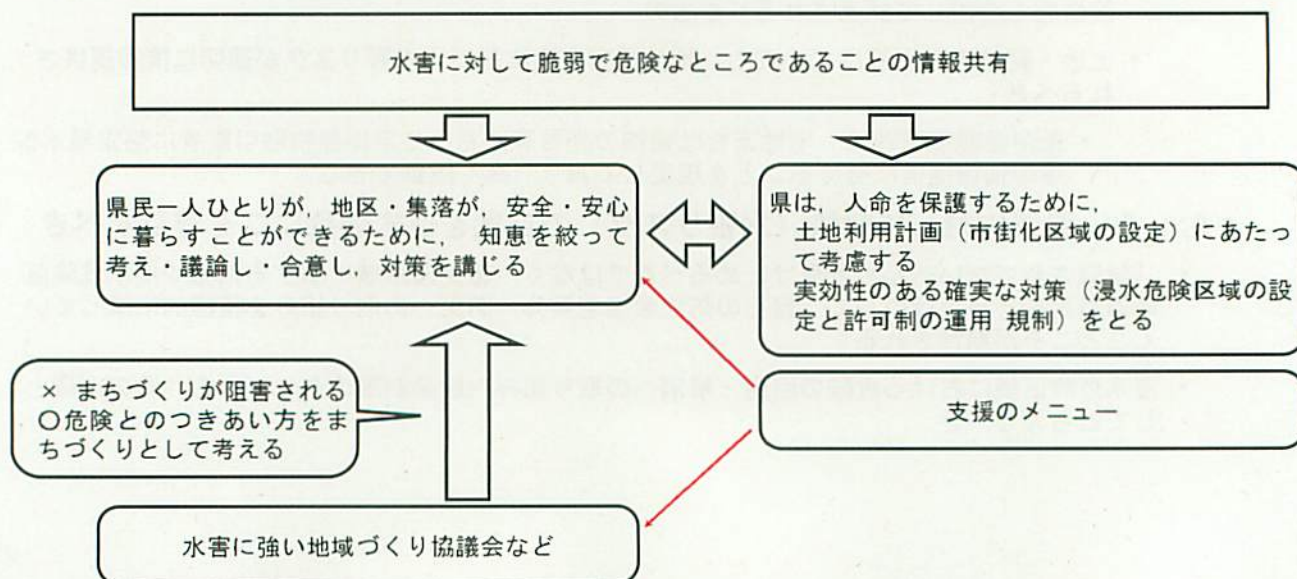 水害に対して脆弱で危険なところであることの情報共有
県民一人ひとりが，地区・集落が，安全・安心
に暮らすことができるために， 知恵を絞って
考え・議論し・合意し，対策を講じる
県は，人命を保護するために，
土地利用計画（市街化区域の設定）にあたっ
て考慮する
実効性のある確実な対策（浸水危険区域の設
定と許可制の運用 規制）をとる
× まちづくりが阻害される
〇危険とのつきあい方をま
ちづくりとして考える
支援のメニュー
水害に強い地域づくり協議会など